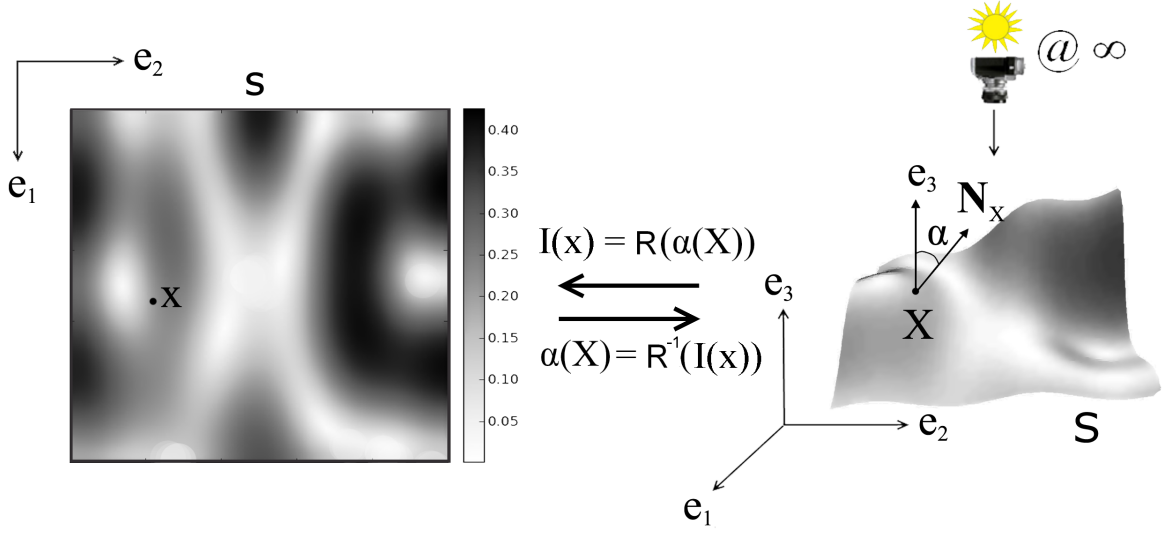 e₂
e₁
S
x
0.40
0.35
0.30
0.25
0.20
0.15
0.10
0.05
I(x) = R(α(X))
α(X) = R⁻¹(I(x))
@ ∞
e₃
N_X
α
X
e₃
e₂
e₁
S